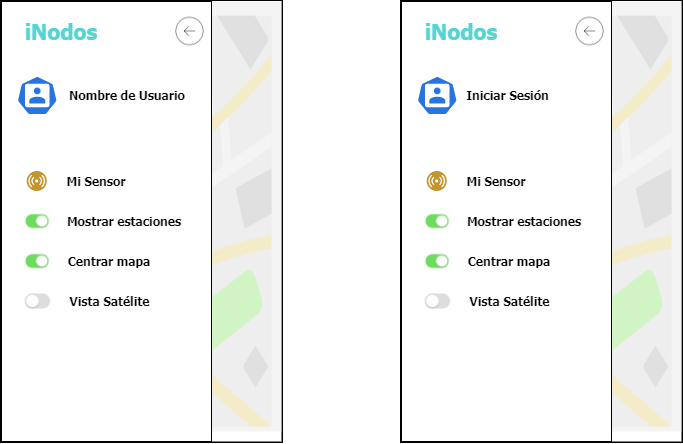 iNodos
Nombre de Usuario
Mi Sensor
Mostrar estaciones
Centrar mapa
Vista Satélite
iNodos
Iniciar Sesión
Mi Sensor
Mostrar estaciones
Centrar mapa
Vista Satélite